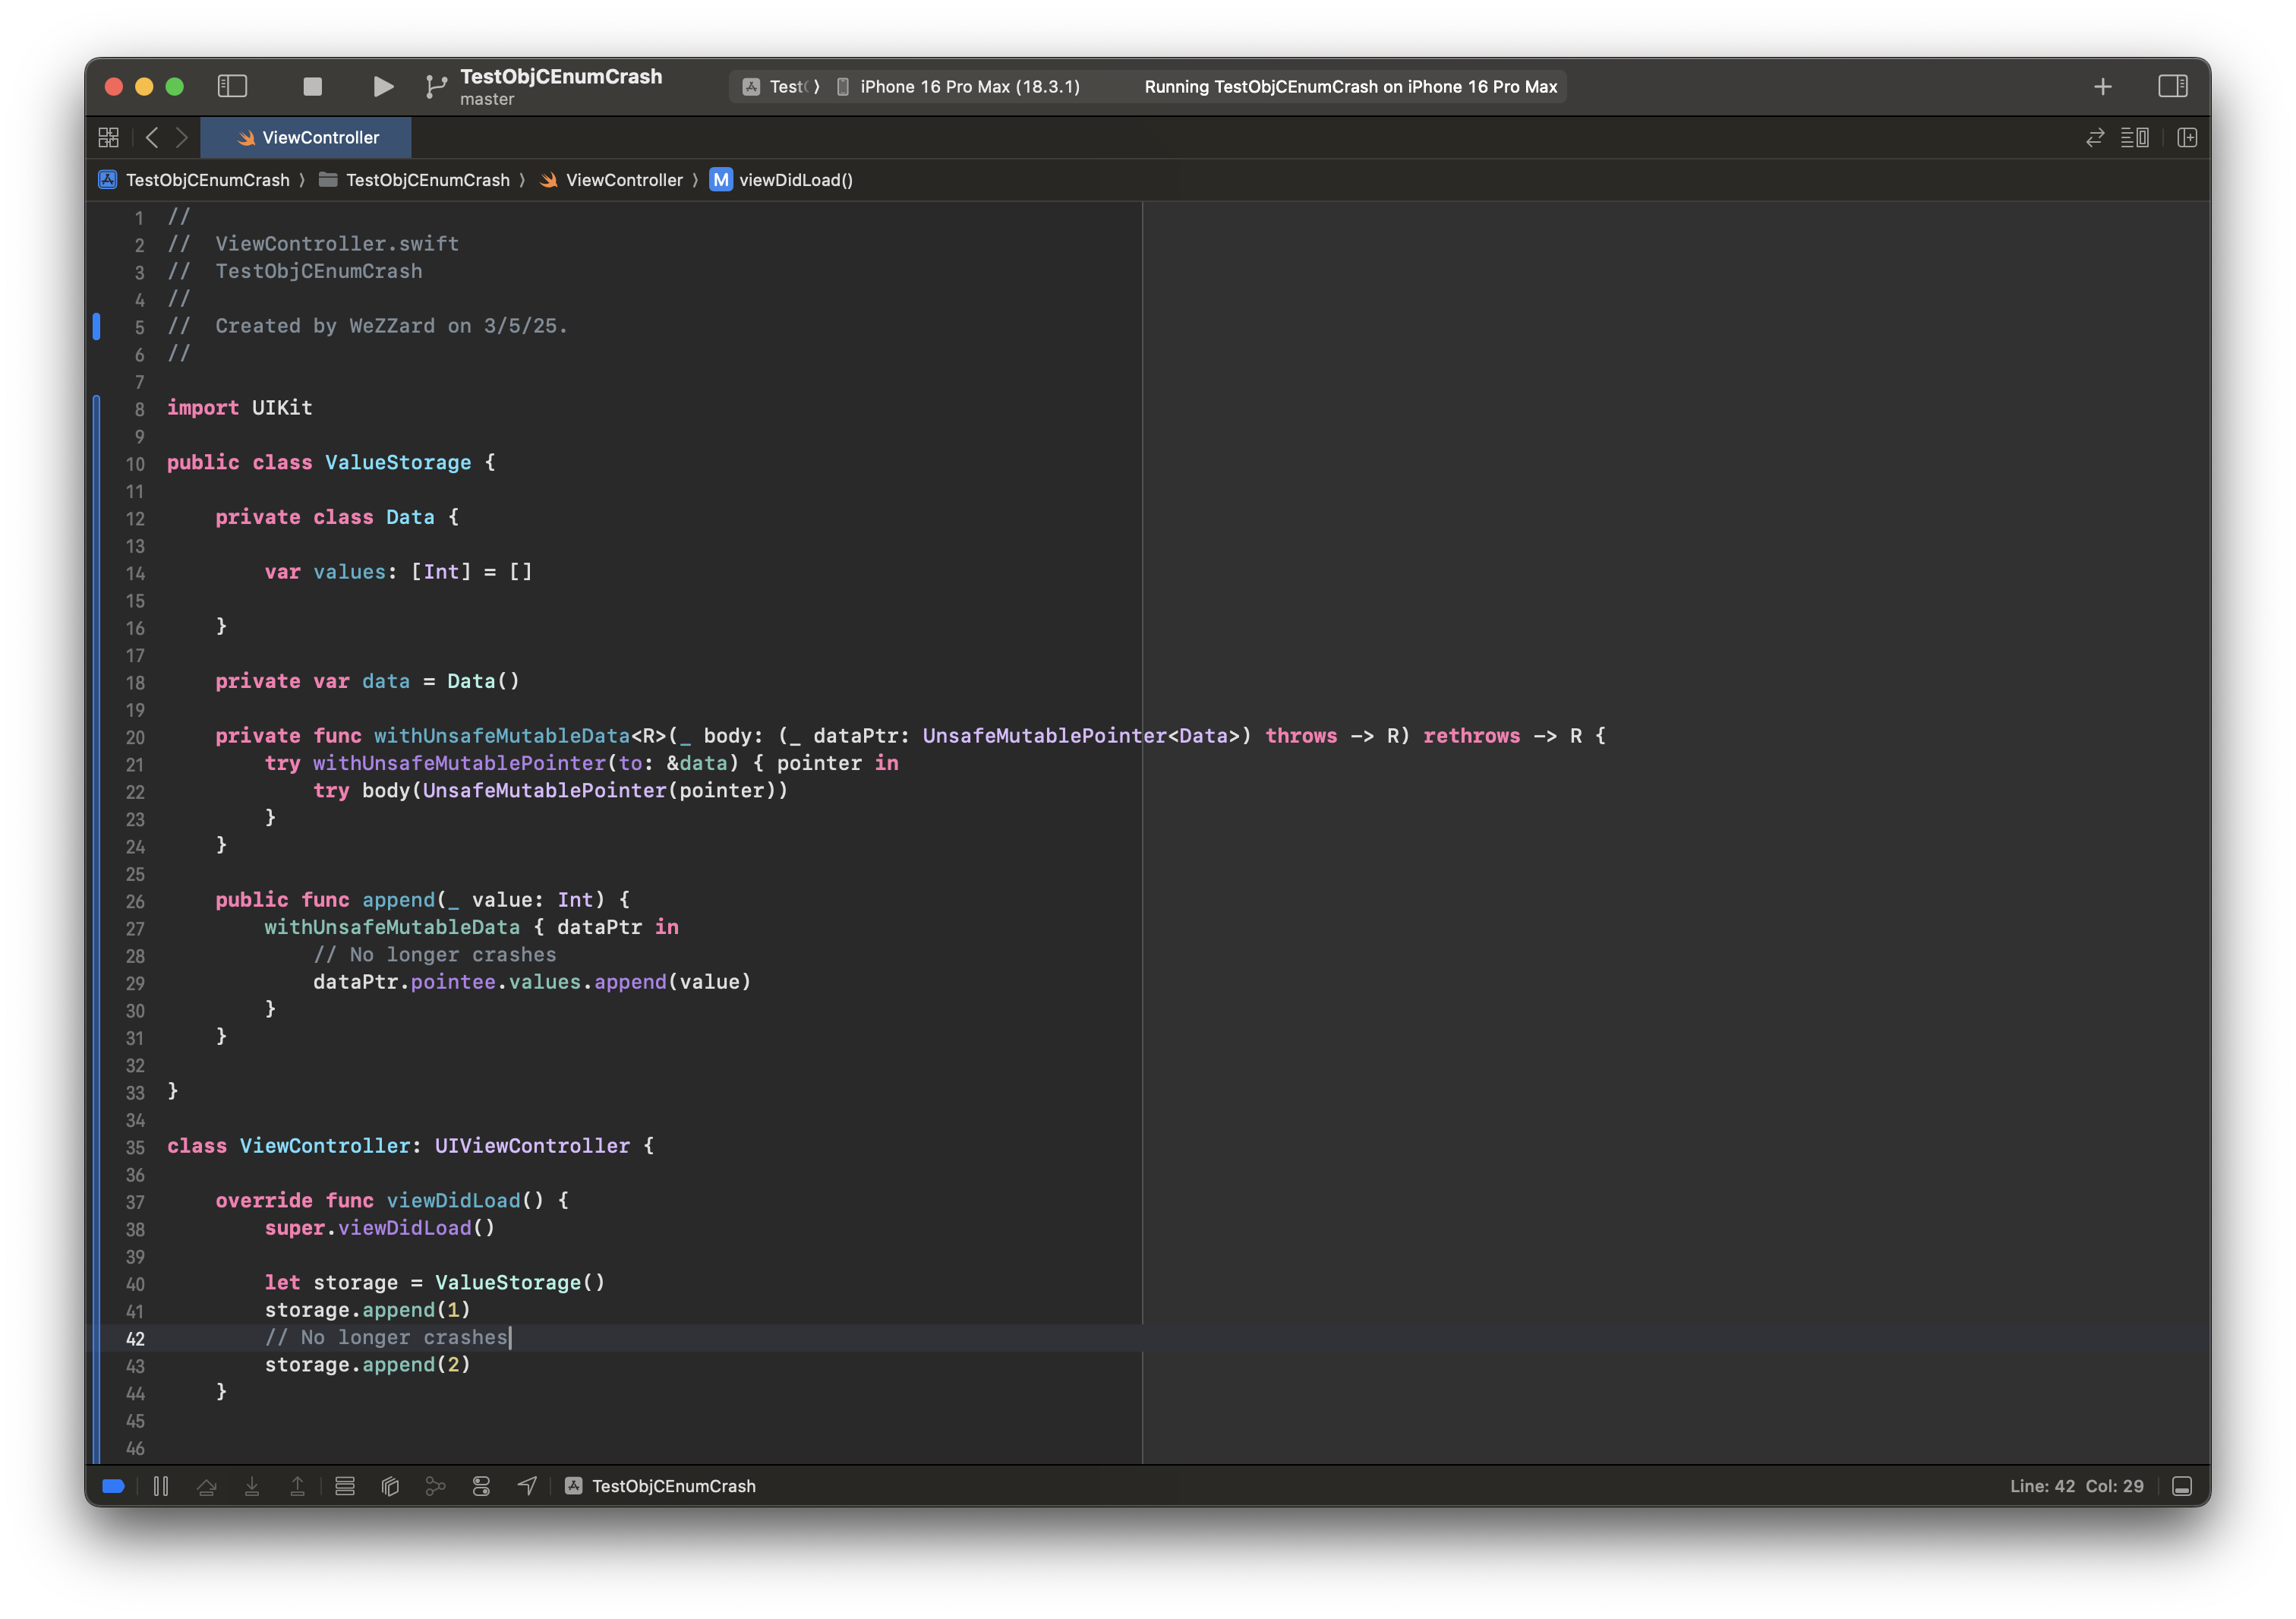 TestObjCEnumCrash
master
Test
iPhone 16 Pro Max (18.3.1)
Running TestObjCEnumCrash on iPhone 16 Pro Max
ViewController
TestObjCEnumCrash 〉 TestObjCEnumCrash 〉 ViewController 〉 M viewDidLoad()
1 //
2 //  ViewController.swift
3 //  TestObjCEnumCrash
4 //
5 //  Created by WeZZard on 3/5/25.
6 //
7
8 import UIKit
9
10 public class ValueStorage {
11
12     private class Data {
13
14         var values: [Int] = []
15
16     }
17
18     private var data = Data()
19
20     private func withUnsafeMutableData<R>(_ body: (_ dataPtr: UnsafeMutablePointer<Data>) throws -> R) rethrows -> R {
21         try withUnsafeMutablePointer(to: &data) { pointer in
22             try body(UnsafeMutablePointer(pointer))
23         }
24     }
25
26     public func append(_ value: Int) {
27         withUnsafeMutableData { dataPtr in
28             // No longer crashes
29             dataPtr.pointee.values.append(value)
30         }
31     }
32
33 }
34
35 class ViewController: UIViewController {
36
37     override func viewDidLoad() {
38         super.viewDidLoad()
39
40         let storage = ValueStorage()
41         storage.append(1)
42         // No longer crashes
43         storage.append(2)
44     }
45
46
TestObjCEnumCrash
Line: 42  Col: 29